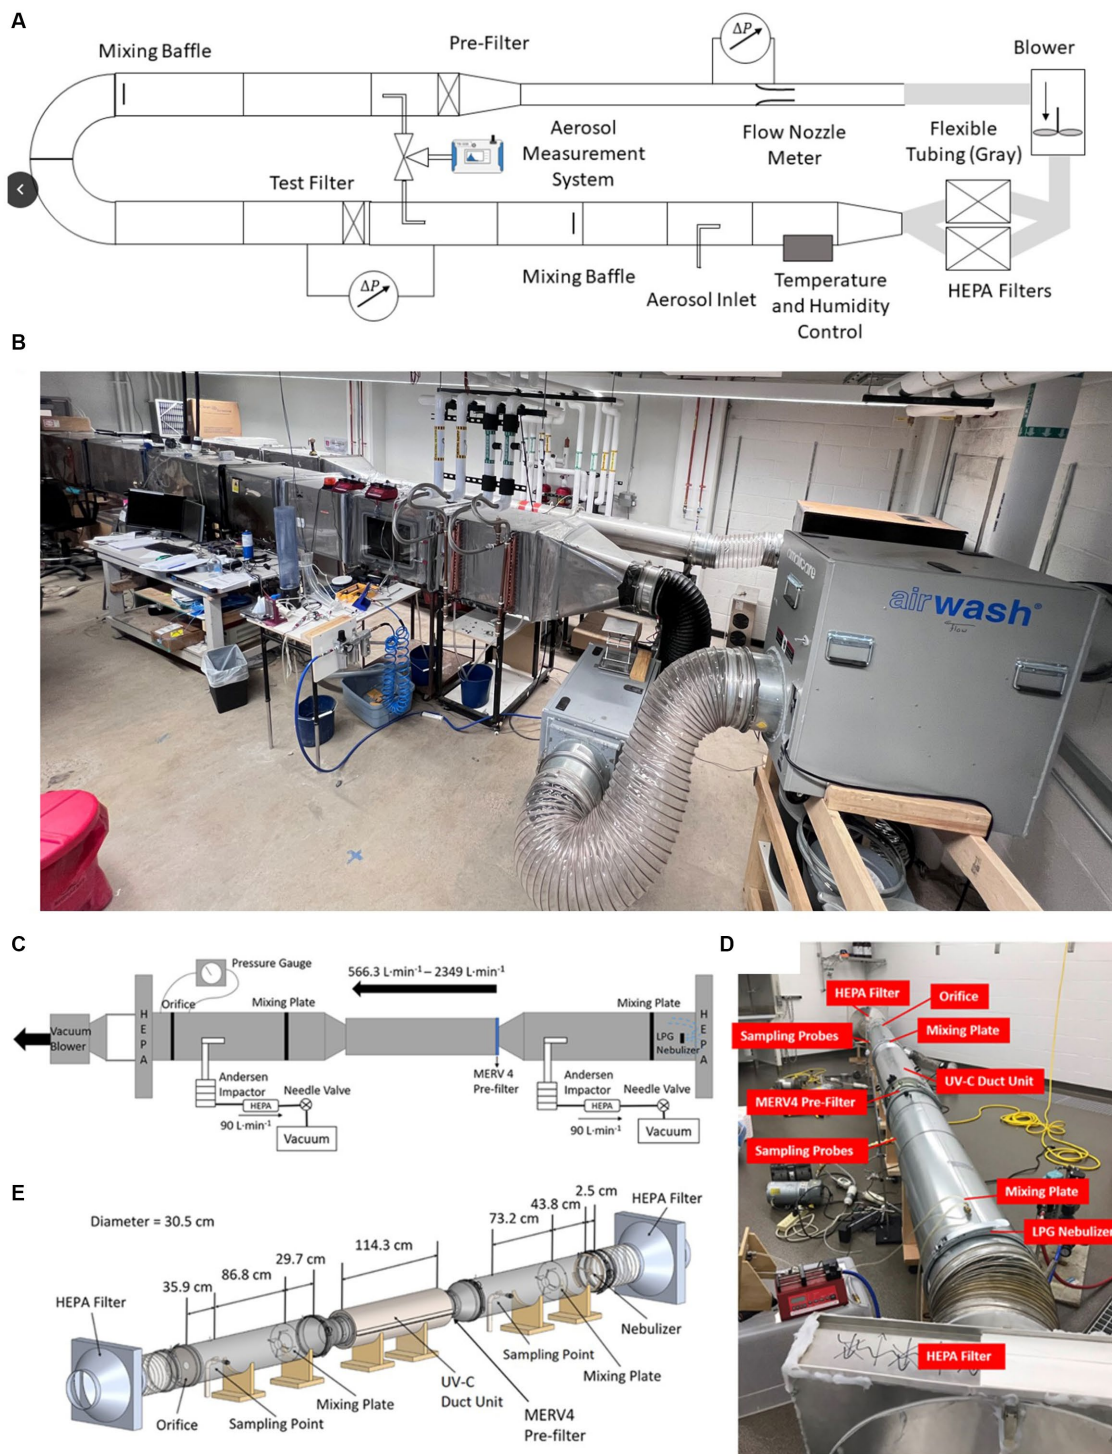 A
Mixing Baffle
Pre-Filter
ΔP
Blower
Aerosol
Measurement
System
Flow Nozzle
Meter
Flexible
Tubing (Gray)
Test Filter
ΔP
Mixing Baffle
Aerosol Inlet
Temperature
and Humidity
Control
HEPA Filters
B
airwash®
Flow
C
Pressure Gauge
566.3 L·min⁻¹ – 2349 L·min⁻¹
Orifice
Mixing Plate
Mixing Plate
Vacuum
Blower
H
E
P
A
LPG
Nebulizer
H
E
P
A
MERV 4
Pre-filter
Andersen
Impactor
Needle Valve
HEPA
90 L·min⁻¹
Vacuum
Andersen
Impactor
Needle Valve
HEPA
90 L·min⁻¹
Vacuum
D
HEPA Filter
Orifice
Sampling Probes
Mixing Plate
UV-C Duct Unit
MERV4 Pre-Filter
Sampling Probes
Mixing Plate
LPG Nebulizer
HEPA Filter
E
Diameter = 30.5 cm
2.5 cm
43.8 cm
73.2 cm
HEPA Filter
114.3 cm
29.7 cm
86.8 cm
35.9 cm
HEPA Filter
Nebulizer
Sampling Point
Mixing Plate
UV-C
Duct Unit
MERV4
Pre-filter
Mixing Plate
Sampling Point
Orifice